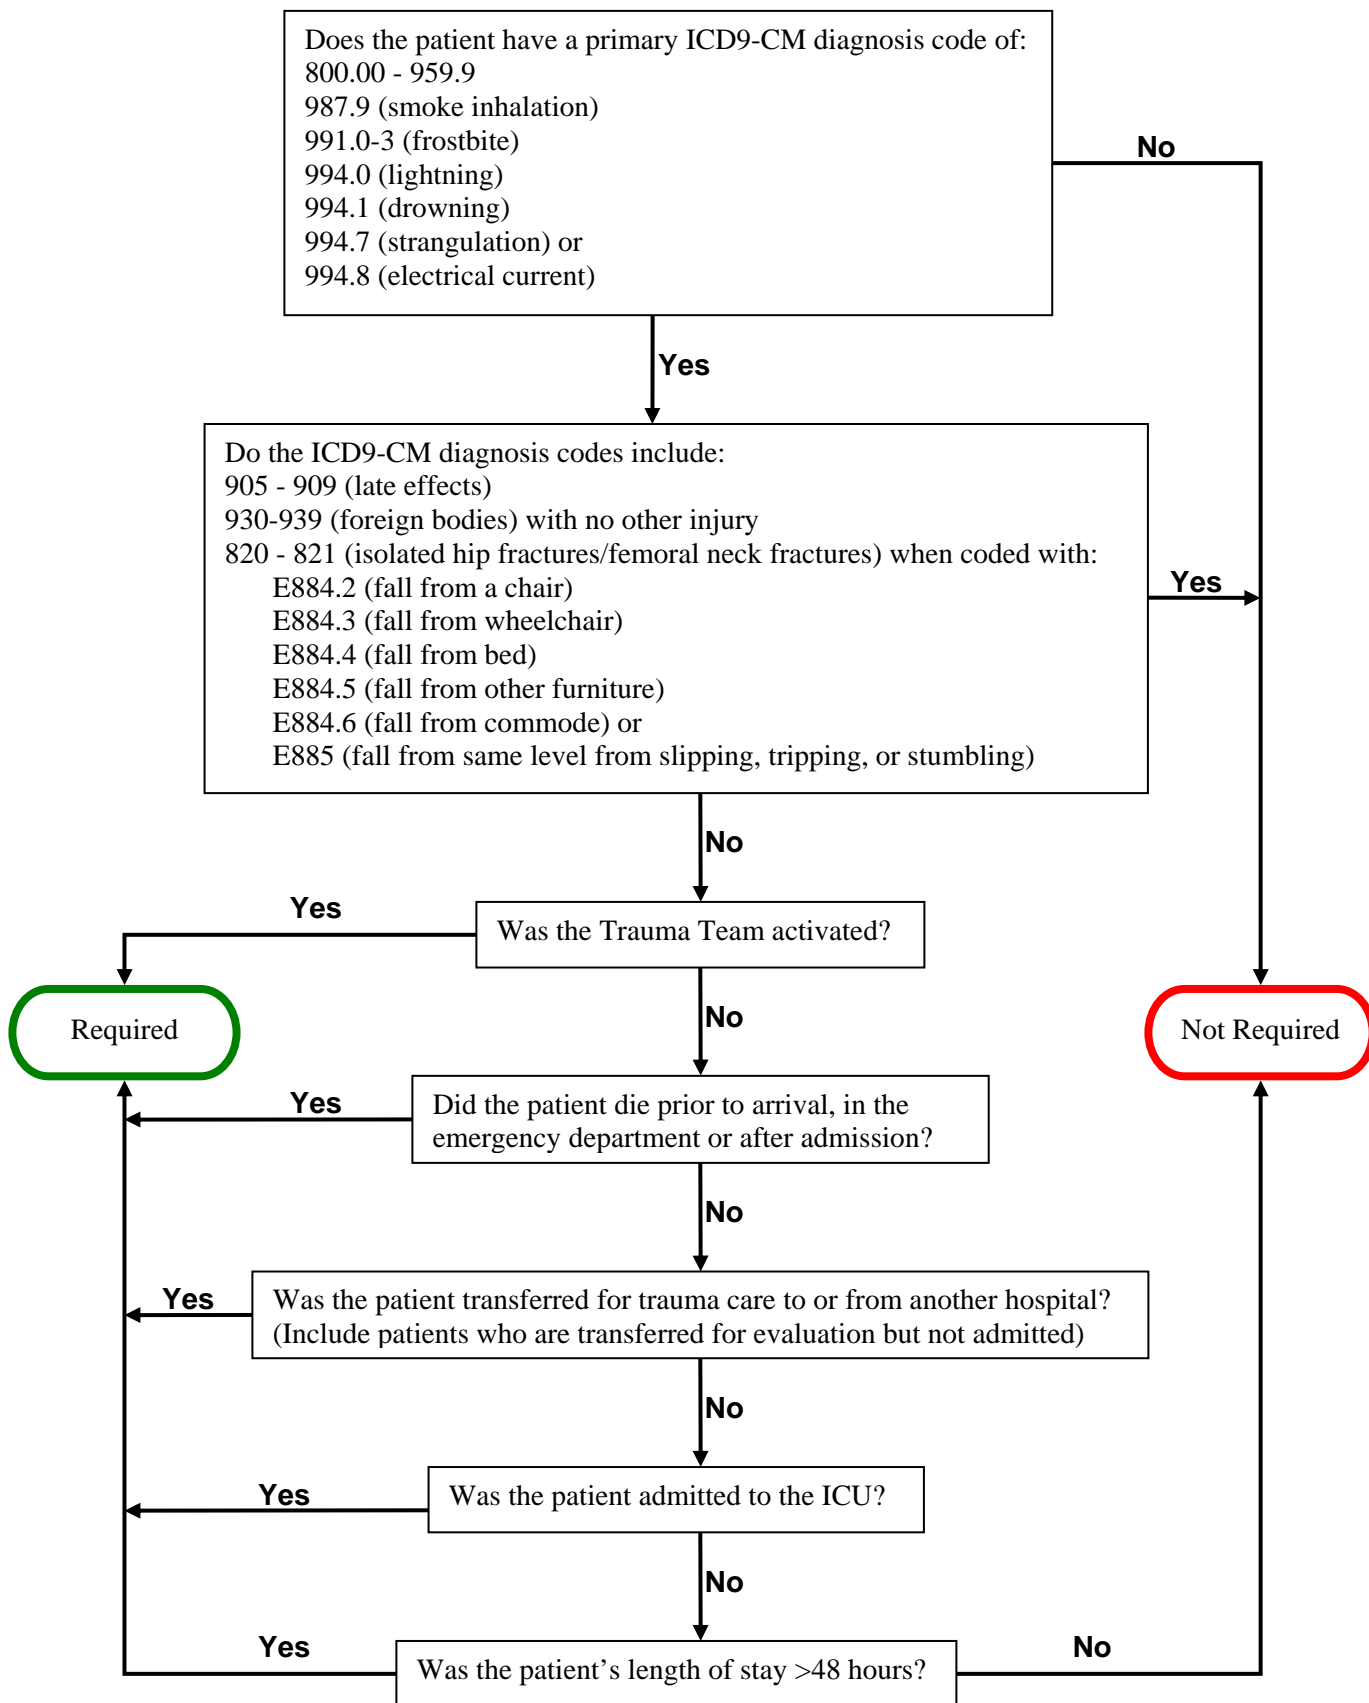 Does the patient have a primary ICD9-CM diagnosis code of:
800.00 - 959.9
987.9 (smoke inhalation)
991.0-3 (frostbite)
994.0 (lightning)
994.1 (drowning)
994.7 (strangulation) or
994.8 (electrical current)
No
Yes
Do the ICD9-CM diagnosis codes include:
905 - 909 (late effects)
930-939 (foreign bodies) with no other injury
820 - 821 (isolated hip fractures/femoral neck fractures) when coded with:
E884.2 (fall from a chair)
E884.3 (fall from wheelchair)
E884.4 (fall from bed)
E884.5 (fall from other furniture)
E884.6 (fall from commode) or
E885 (fall from same level from slipping, tripping, or stumbling)
Yes
No
Yes
Was the Trauma Team activated?
Required
No
Not Required
Yes
Did the patient die prior to arrival, in the
emergency department or after admission?
No
Yes
Was the patient transferred for trauma care to or from another hospital?
(Include patients who are transferred for evaluation but not admitted)
No
Yes
Was the patient admitted to the ICU?
No
Yes
Was the patient’s length of stay >48 hours?
No